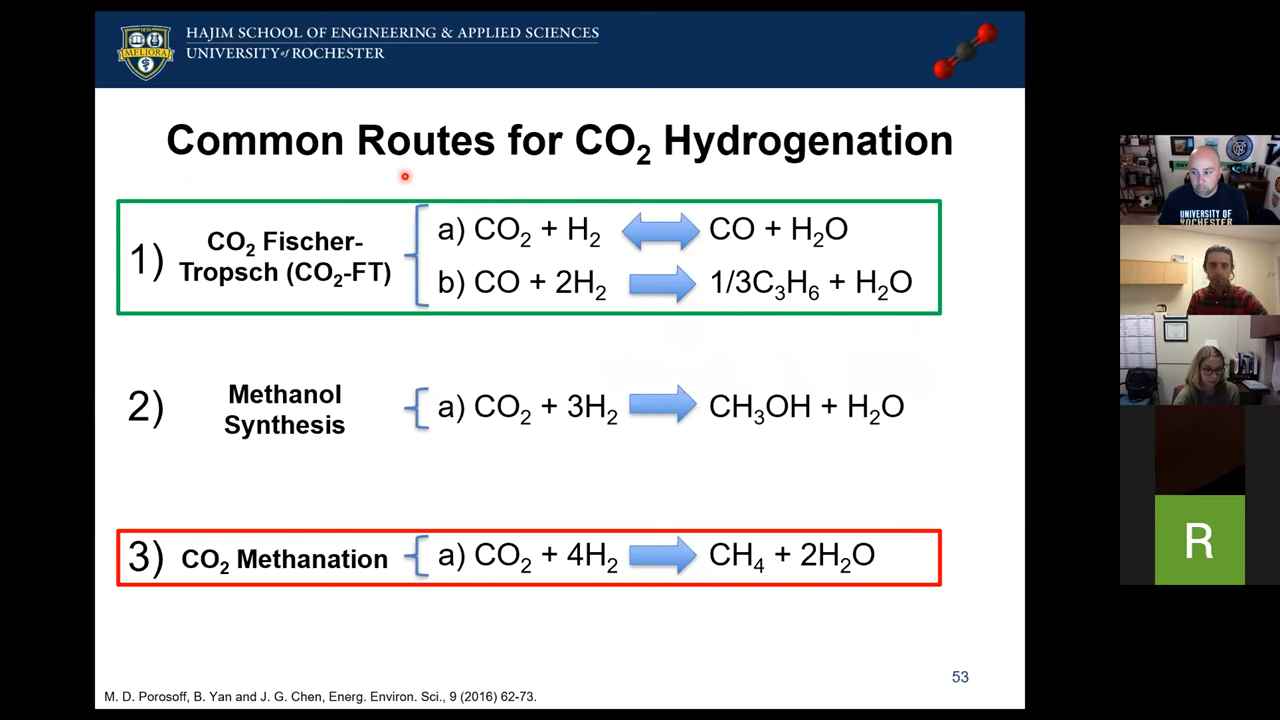 HAJIM SCHOOL OF ENGINEERING & APPLIED SCIENCES
UNIVERSITY of ROCHESTER
MELIORA
Common Routes for CO₂ Hydrogenation
1) CO₂ Fischer-
Tropsch (CO₂-FT)
a) CO₂ + H₂ CO + H₂O
b) CO + 2H₂ 1/3C₃H₆ + H₂O
2) Methanol
Synthesis
a) CO₂ + 3H₂ CH₃OH + H₂O
3) CO₂ Methanation a) CO₂ + 4H₂ CH₄ + 2H₂O
53
M. D. Porosoff, B. Yan and J. G. Chen, Energ. Environ. Sci., 9 (2016) 62-73.
UNIVERSITY OF
ROCHESTER
R